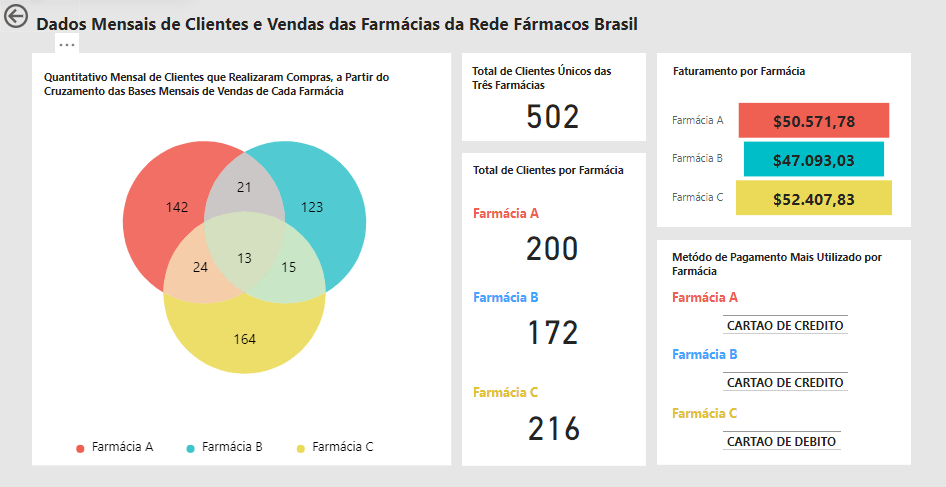 Dados Mensais de Clientes e Vendas das Farmácias da Rede Fármacos Brasil
Quantitativo Mensal de Clientes que Realizaram Compras, a Partir do
Cruzamento das Bases Mensais de Vendas de Cada Farmácia
21
142
123
24
13
15
164
Farmácia A
Farmácia B
Farmácia C
Total de Clientes Únicos das
Três Farmácias
502
Total de Clientes por Farmácia
Farmácia A
200
Farmácia B
172
Farmácia C
216
Faturamento por Farmácia
Farmácia A $50.571,78
Farmácia B $47.093,03
Farmácia C $52.407,83
Metódo de Pagamento Mais Utilizado por
Farmácia
Farmácia A
CARTAO DE CREDITO
Farmácia B
CARTAO DE CREDITO
Farmácia C
CARTAO DE DEBITO